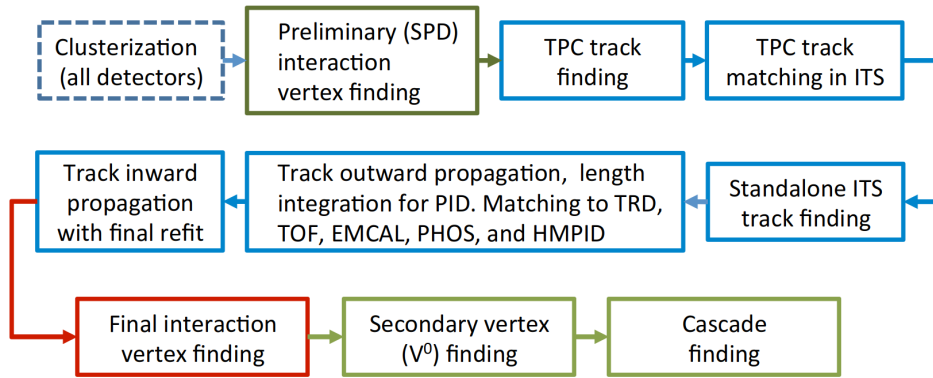 Clusterization
(all detectors)
Preliminary (SPD)
interaction
vertex finding
TPC track
finding
TPC track
matching in ITS
Track inward
propagation
with final refit
Track outward propagation, length
integration for PID. Matching to TRD,
TOF, EMCAL, PHOS, and HMPID
Standalone ITS
track finding
Final interaction
vertex finding
Secondary vertex
(V⁰) finding
Cascade
finding